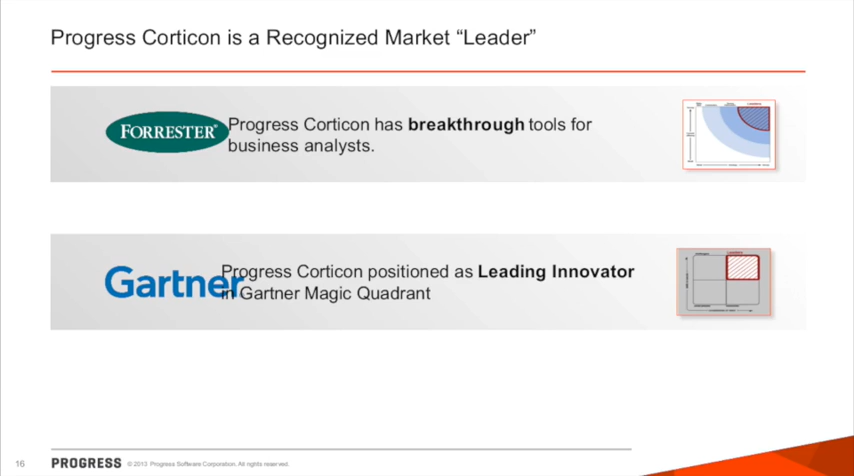 Progress Corticon is a Recognized Market “Leader”
FORRESTER®
Progress Corticon has breakthrough tools for
business analysts.
Gartner
Progress Corticon positioned as Leading Innovator
in Gartner Magic Quadrant
16
PROGRESS
© 2013 Progress Software Corporation. All rights reserved.